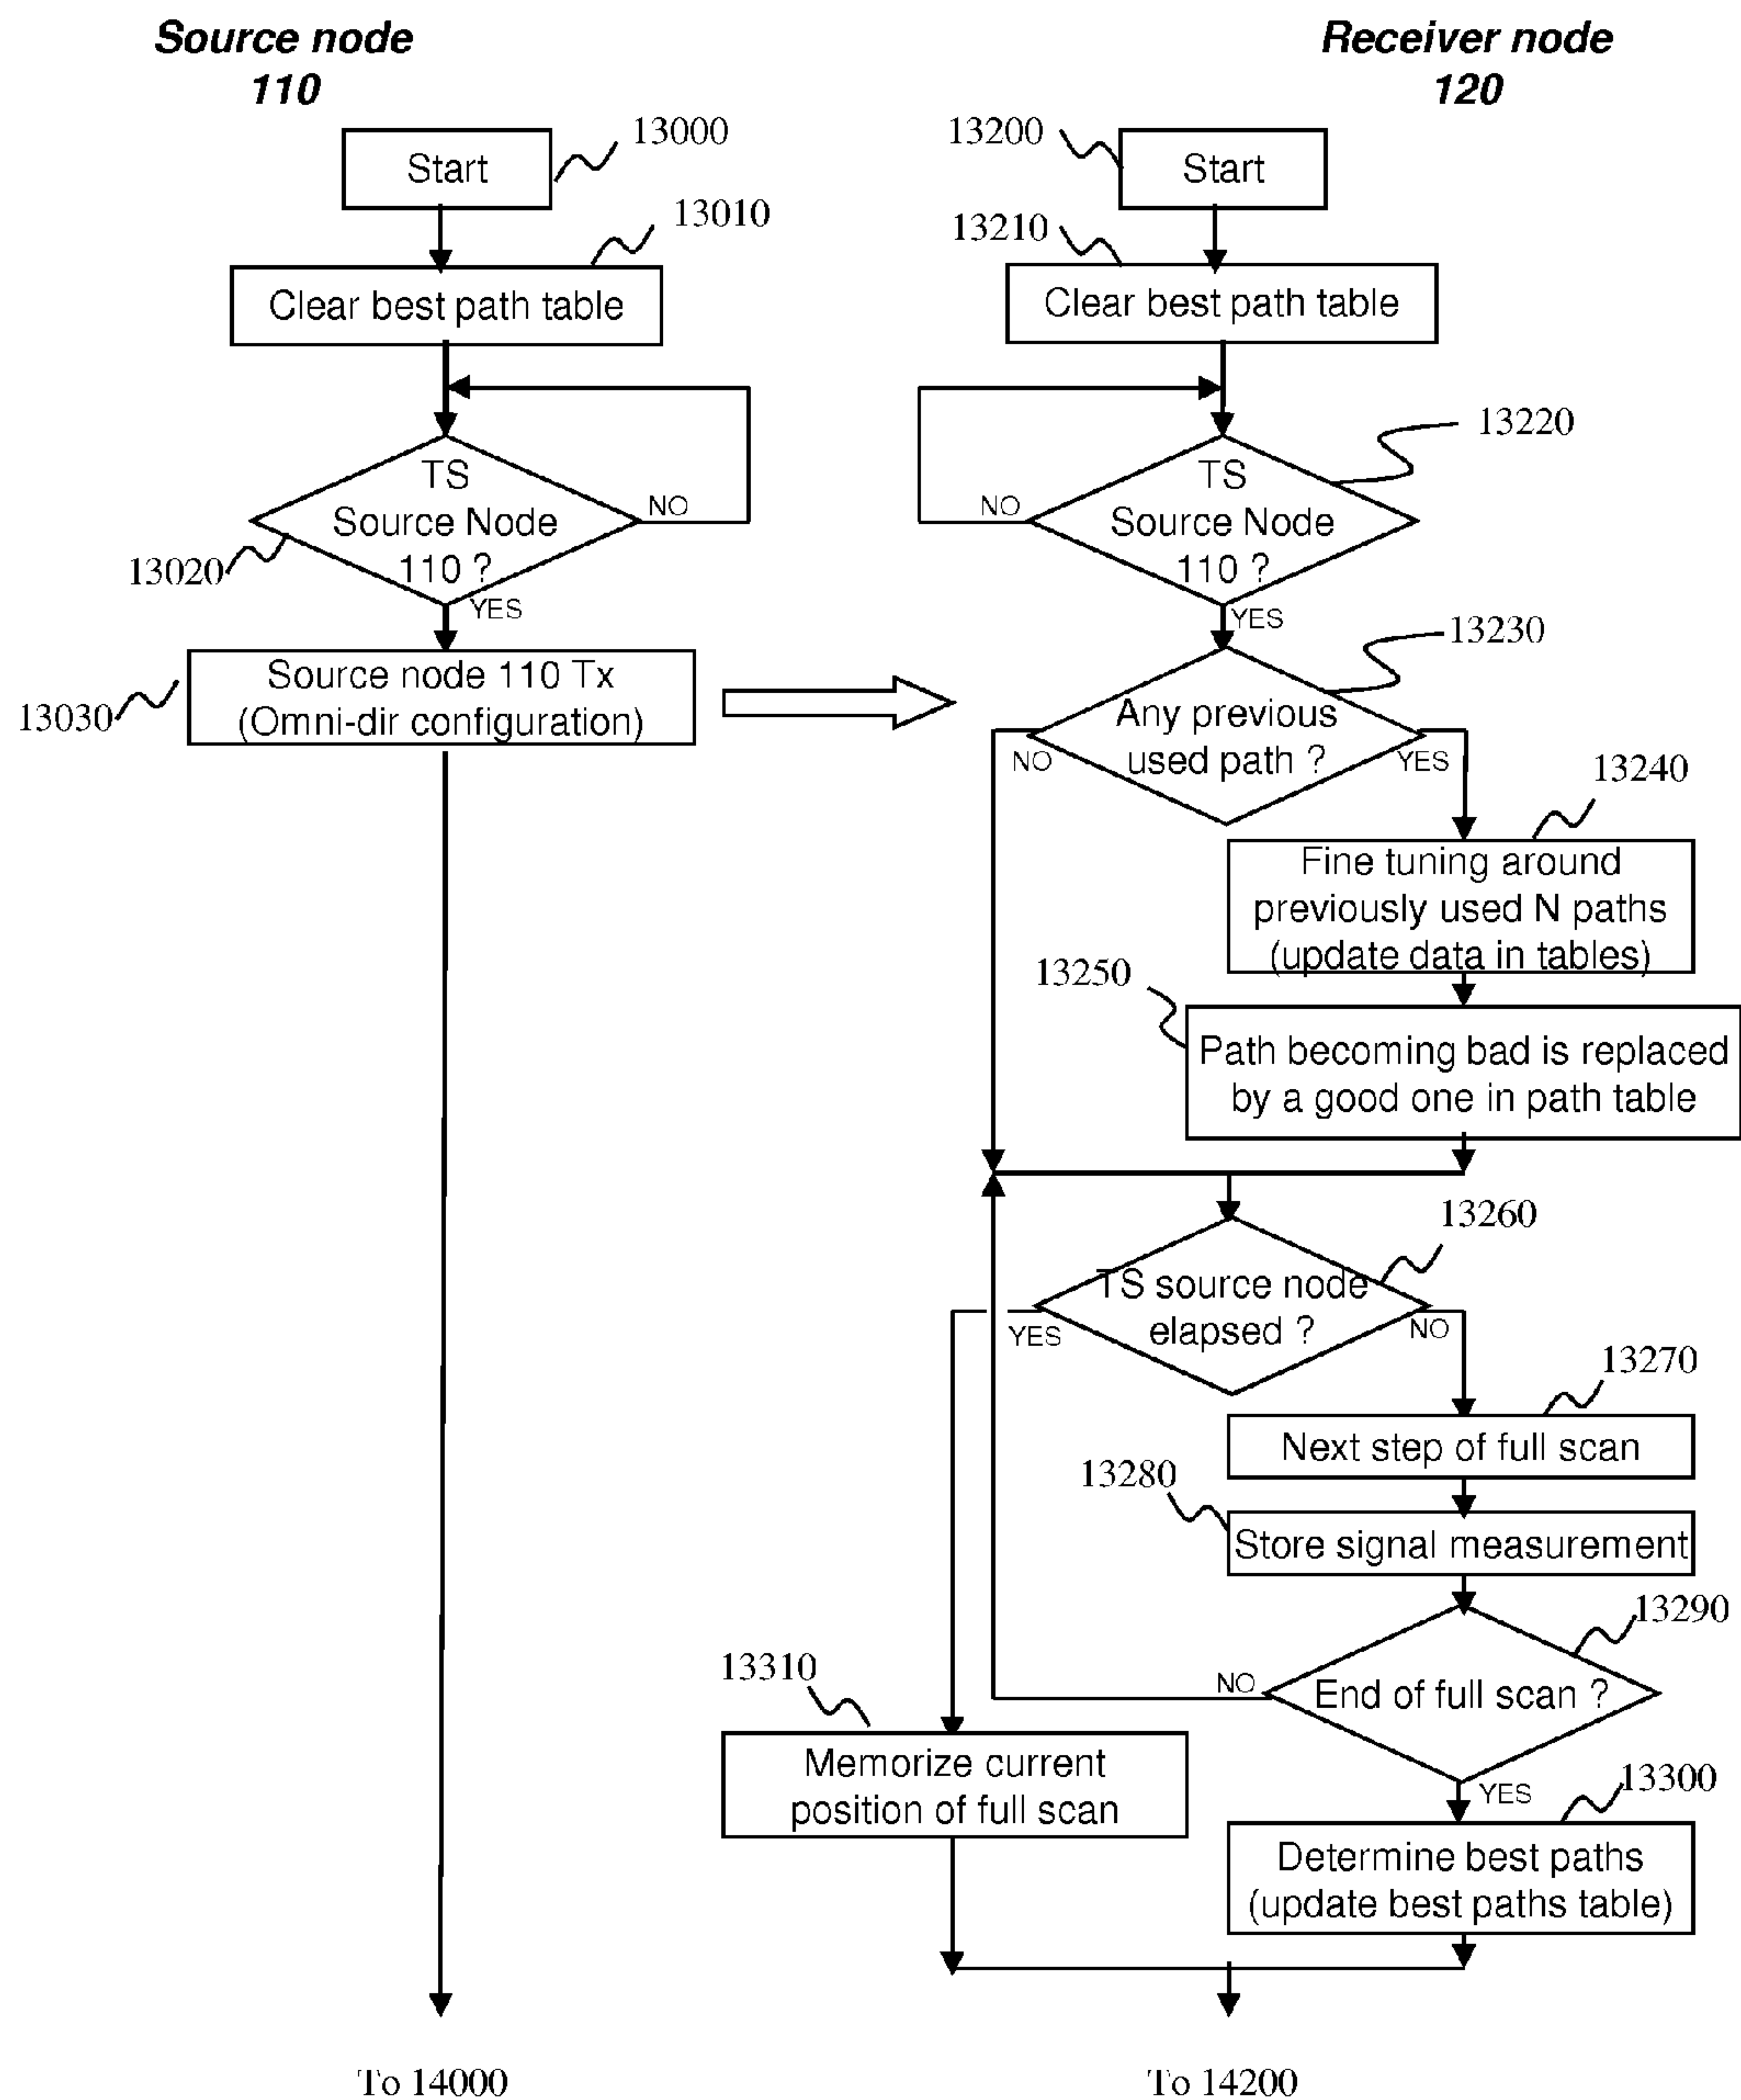 Source node
110
Receiver node
120
13000
Start
13200
Start
13010
Clear best path table
13210
Clear best path table
13020
TS
Source Node
110 ?
NO
YES
13220
TS
Source Node
110 ?
NO
YES
13030
Source node 110 Tx
(Omni-dir configuration)
13230
Any previous
used path ?
NO
YES
13240
Fine tuning around
previously used N paths
(update data in tables)
13250
Path becoming bad is replaced
by a good one in path table
13260
TS source node
elapsed ?
YES
NO
13270
Next step of full scan
13280
Store signal measurement
13290
End of full scan ?
NO
YES
13310
Memorize current
position of full scan
13300
Determine best paths
(update best paths table)
To 14000
To 14200